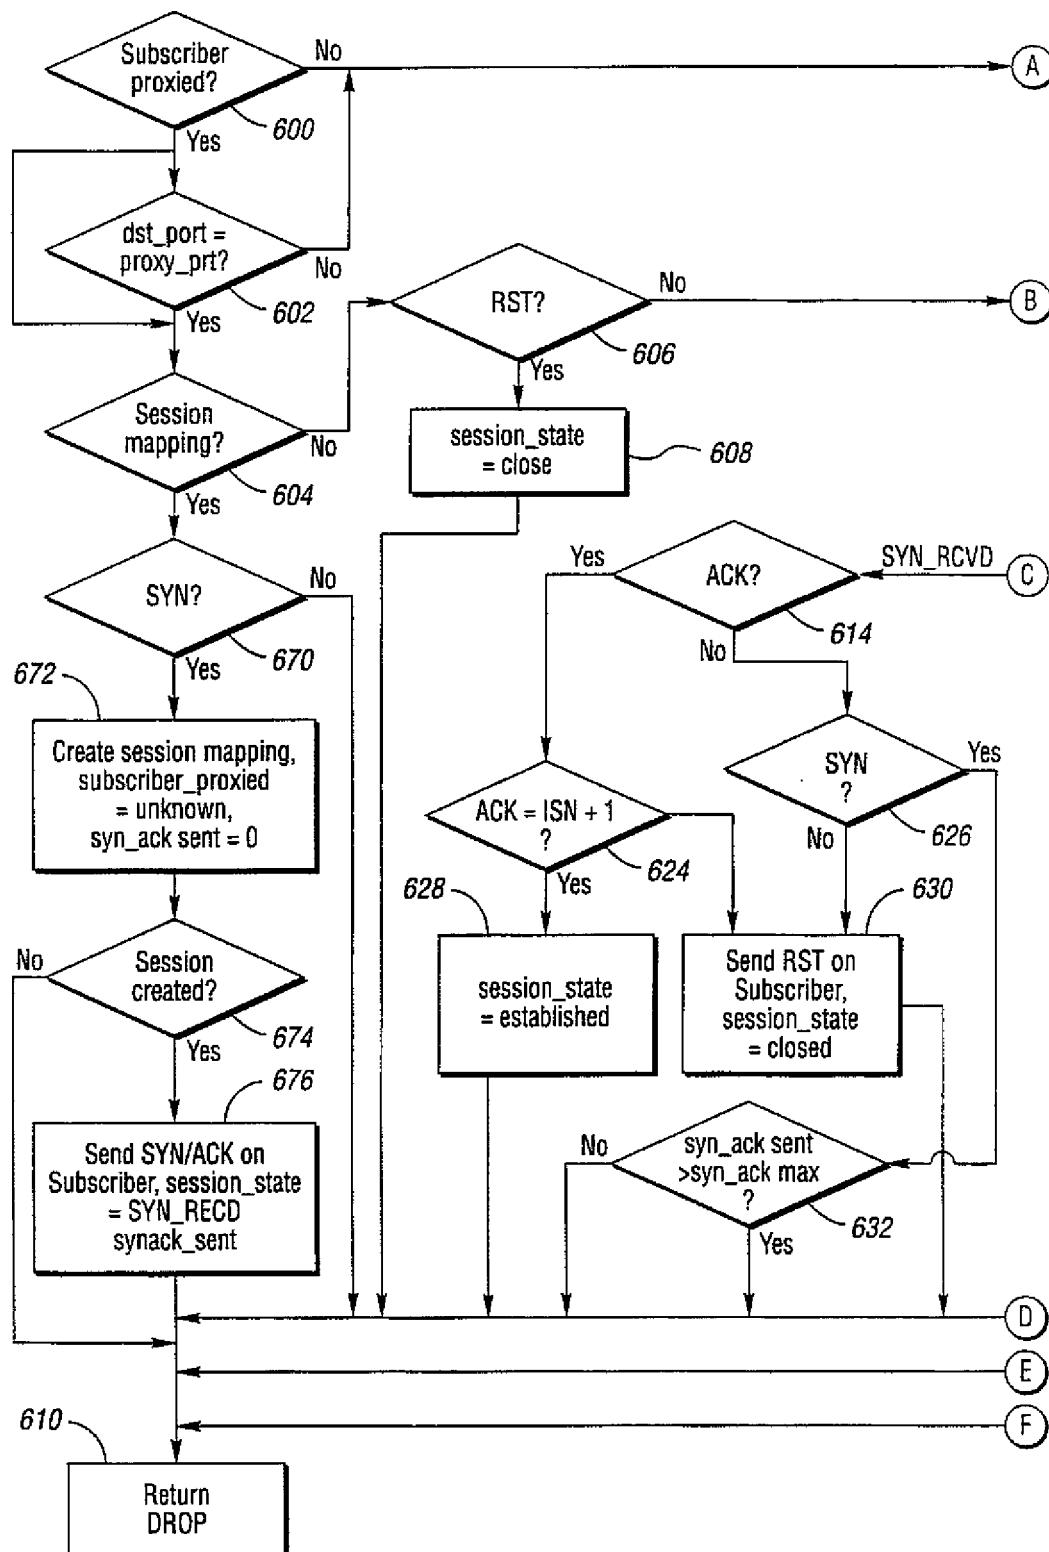 Subscriber
proxied?
No
A
600
Yes
dst_port =
proxy_prt?
No
602
Yes
RST?
No
B
606
Yes
Session
mapping?
No
604
Yes
session_state
= close
608
SYN?
No
670
Yes
Yes
ACK?
SYN_RCVD
C
614
No
672
Create session mapping,
subscriber_proxied
= unknown,
syn_ack sent = 0
SYN
?
Yes
626
No
ACK = ISN + 1
?
624
Yes
628
session_state
= established
630
Send RST on
Subscriber,
session_state
= closed
No
Session
created?
674
Yes
676
Send SYN/ACK on
Subscriber, session_state
= SYN_RECD
synack_sent
No
syn_ack sent
>syn_ack max
?
632
Yes
D
E
F
610
Return
DROP